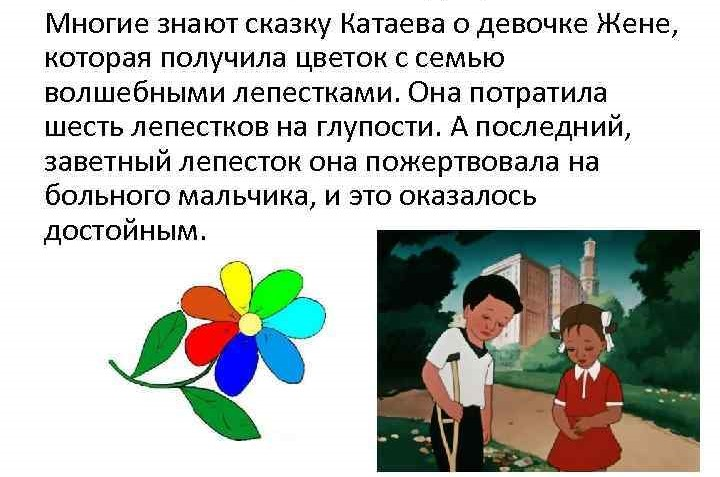 Многие знают сказку Катаева о девочке Жене,
которая получила цветок с семью
волшебными лепестками. Она потратила
шесть лепестков на глупости. А последний,
заветный лепесток она пожертвовала на
больного мальчика, и это оказалось
достойным.